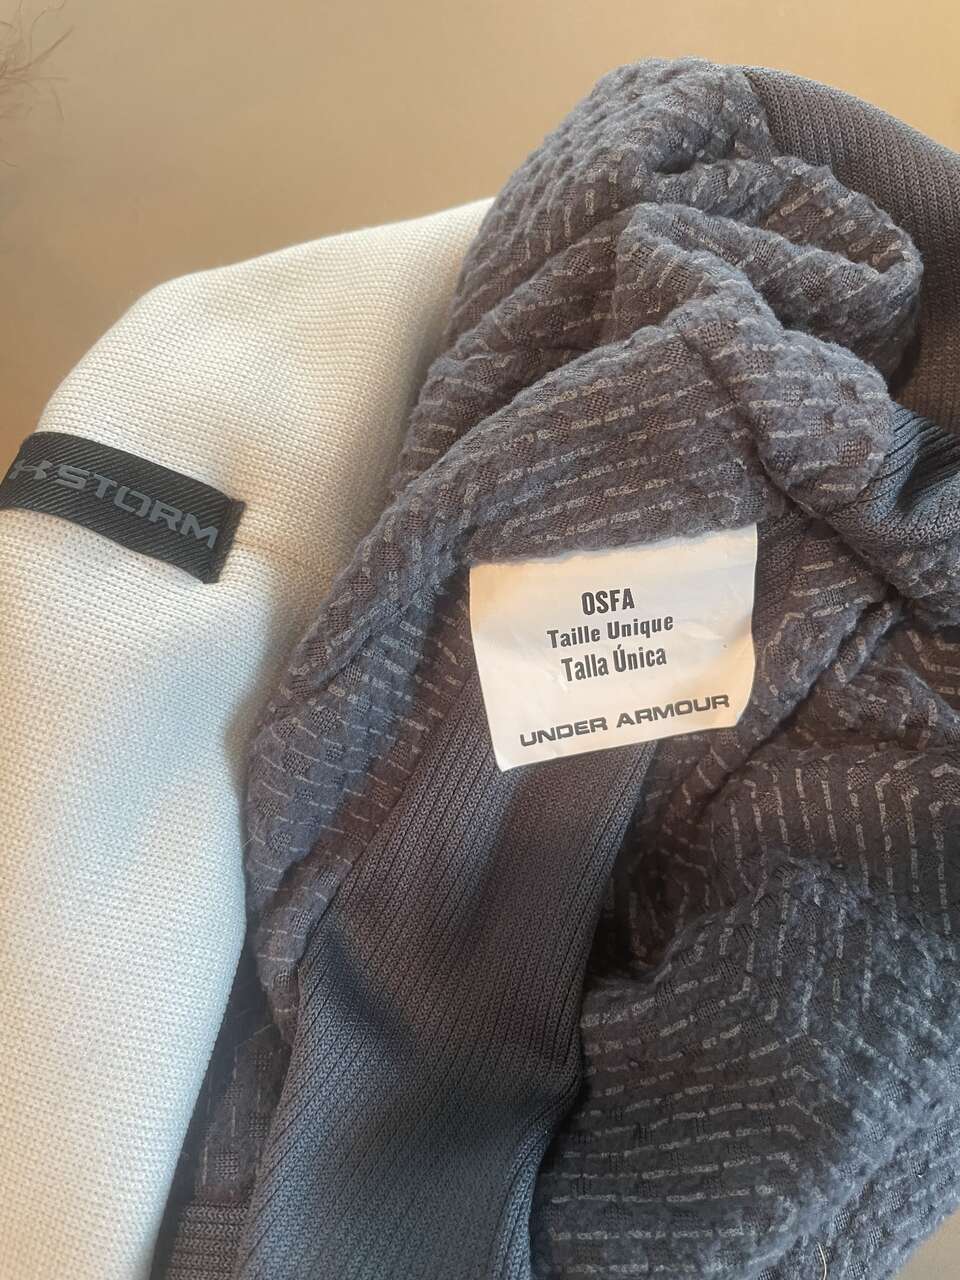 STORM
OSFA
Taille Unique
Talla Única
UNDER ARMOUR